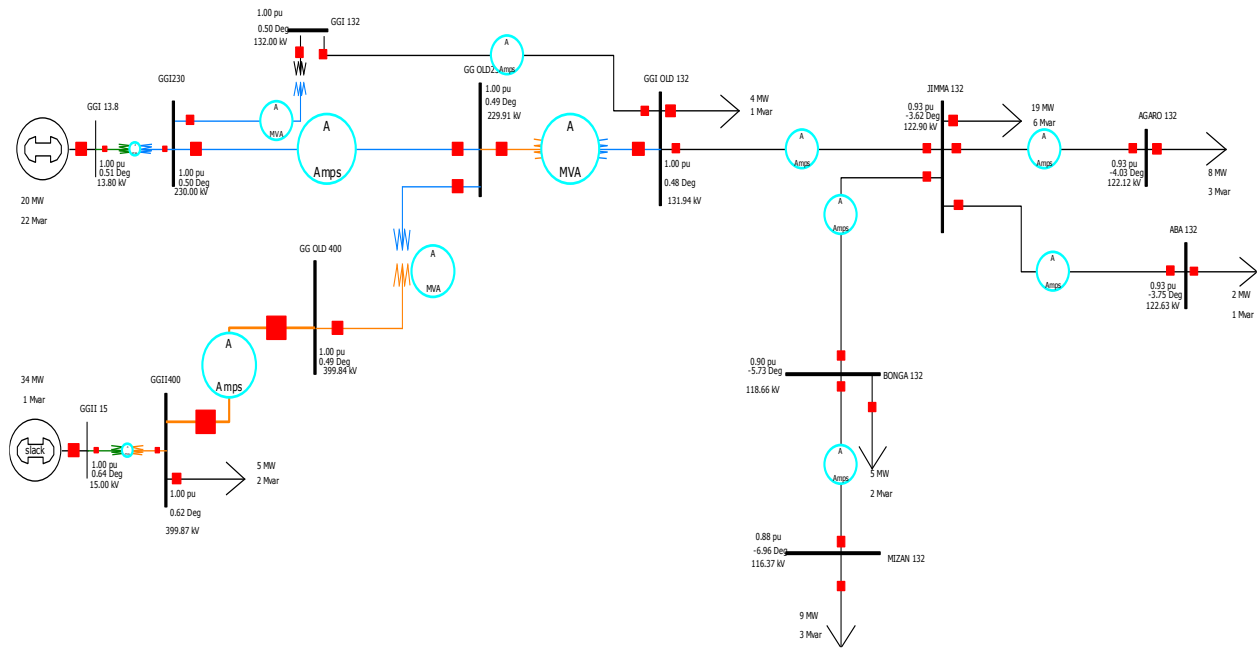 1.00 pu
0.50 Deg
132.00 kV
GGI 132
A
Amps
GGI230
GG OLD2
1.00 pu
0.49 Deg
229.91 kV
GGI OLD 132
4 MW
1 Mvar
JIMMA 132
0.93 pu
-3.62 Deg
122.90 kV
19 MW
6 Mvar
AGARO 132
GGI 13.8
A
MVA
A
Amps
A
MVA
A
Amps
A
Amps
1.00 pu
0.51 Deg
13.80 kV
1.00 pu
0.50 Deg
230.00 kV
1.00 pu
0.48 Deg
131.94 kV
0.93 pu
-4.03 Deg
122.12 kV
8 MW
3 Mvar
20 MW
22 Mvar
A
Amps
ABA 132
GG OLD 400
A
MVA
A
Amps
0.93 pu
-3.75 Deg
122.63 kV
2 MW
1 Mvar
1.00 pu
0.49 Deg
399.84 kV
A
Amps
0.90 pu
-5.73 Deg
118.66 kV
BONGA 132
34 MW
1 Mvar
GGII 15
GGII400
slack
1.00 pu
0.64 Deg
15.00 kV
5 MW
2 Mvar
1.00 pu
0.62 Deg
399.87 kV
A
Amps
5 MW
2 Mvar
0.88 pu
-6.96 Deg
116.37 kV
MIZAN 132
9 MW
3 Mvar